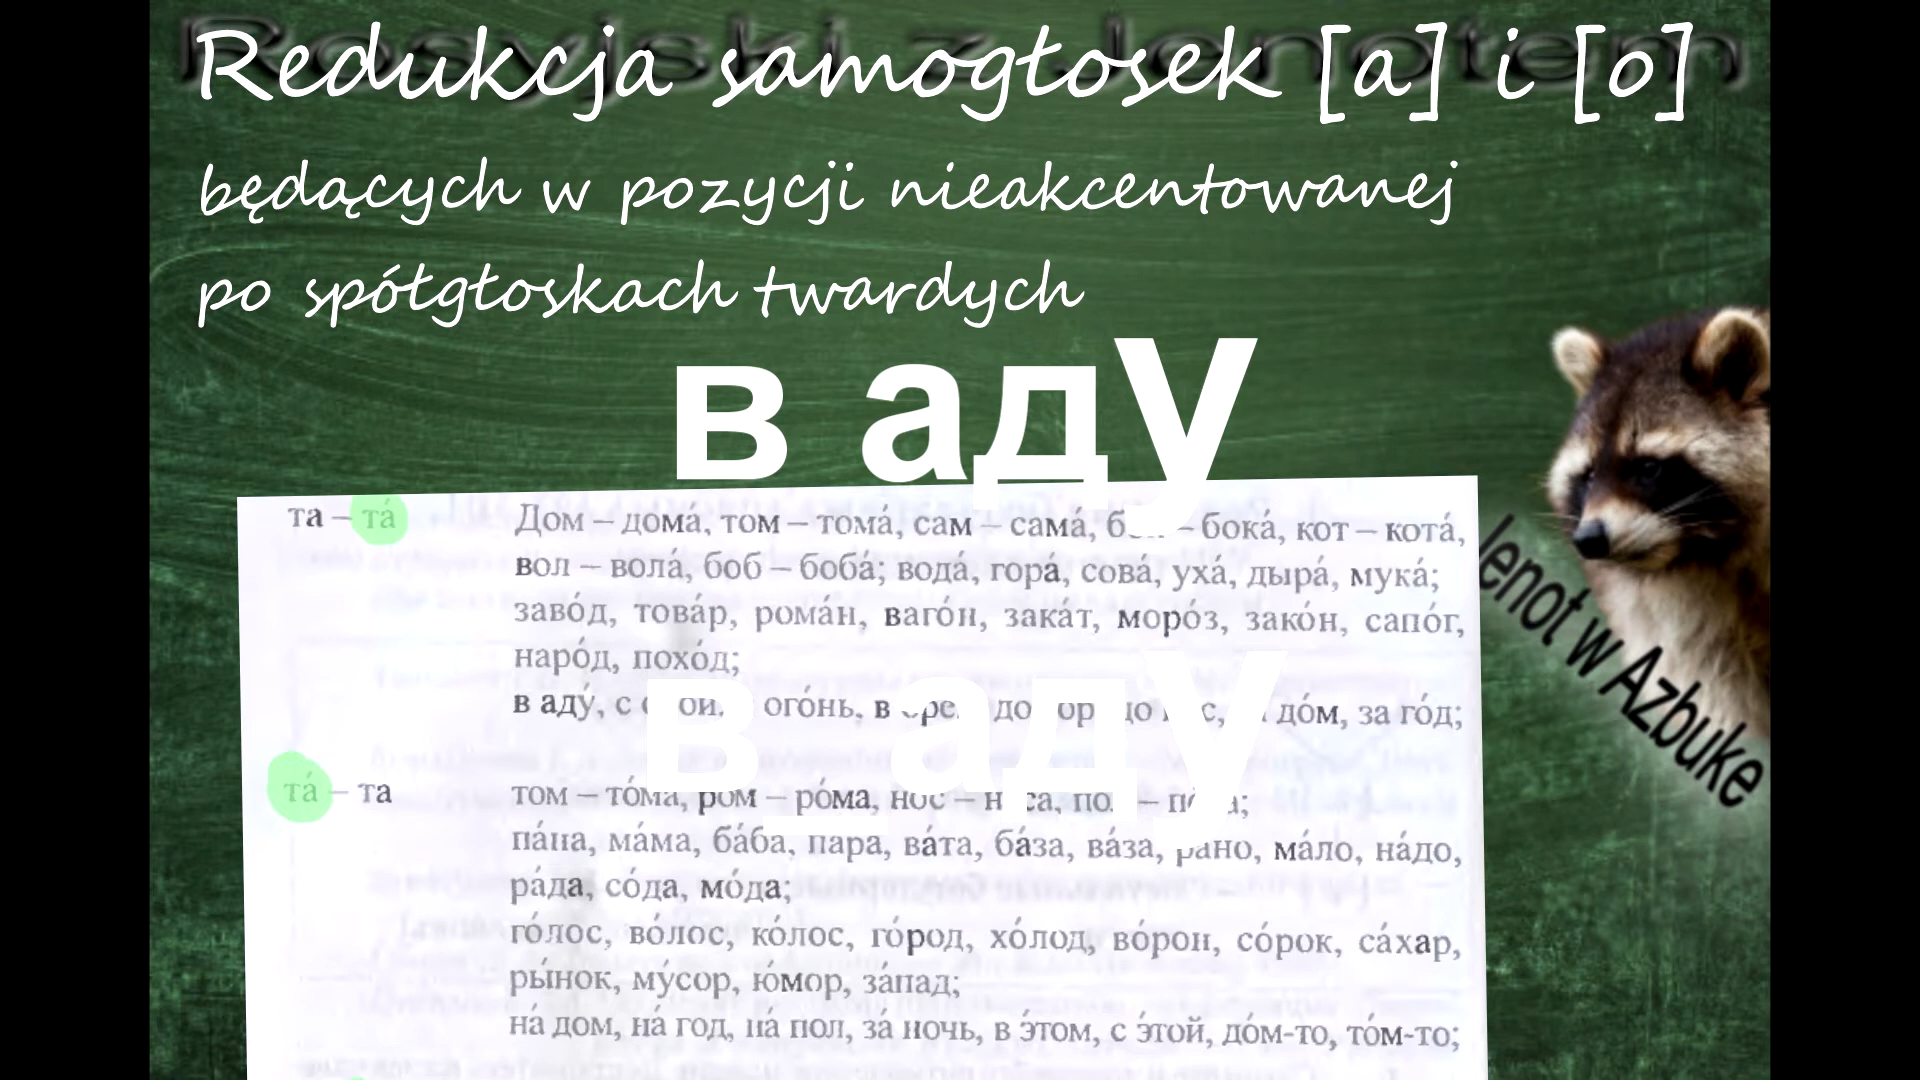 Redukcja samogłosek [a] i [o]
będących w pozycji nieakcentowanej
po spółgłoskach twardych
в аду
та – та́ Дом – дома́, том – тома́, сам – сама́, – бока́, кот – кота́,
вол – вола́, боб – боба́; вода́, гора́, сова́, уха́, дыра́, мука́;
заво́д, това́р, рома́н, ваго́н, зака́т, моро́з, зако́н, сапо́г,
наро́д, похо́д;
в аду́, с ого́нь, в до́м, за го́д;
в_аду
та́ – та том – то́ма, ром – ро́ма, нос – – ;
па́па, ма́ма, ба́ба, пара, ва́та, ба́за, ва́за, ра́но, ма́ло, на́до,
ра́да, со́да, мо́да;
го́лос, во́лос, ко́лос, го́род, хо́лод, во́рон, со́рок, са́хар,
ры́нок, му́сор, ю́мор, за́пад;
на́ дом, на́ год, на́ пол, за́ ночь, в э́том, с э́той, до́м-то, то́м-то;
Jenot w Azbuke